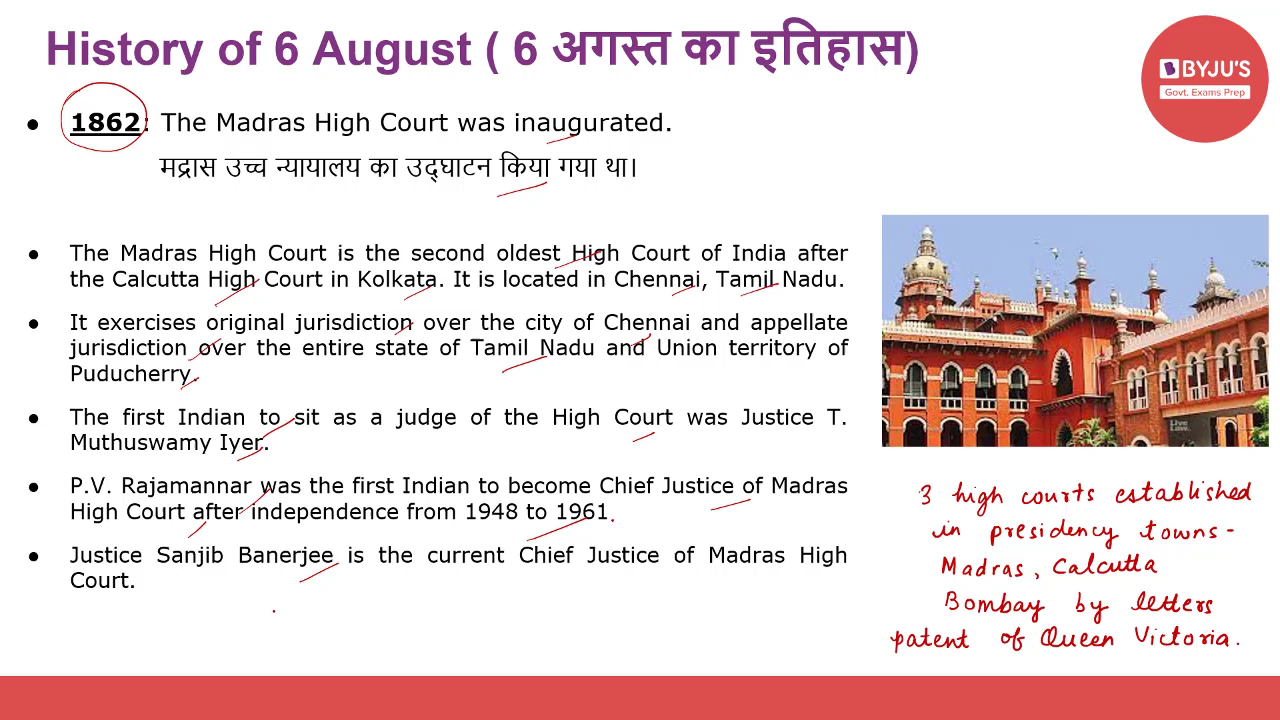 History of 6 August ( 6 अगस्त का इतिहास)
BYJU'S
Govt. Exams Prep
● 1862: The Madras High Court was inaugurated.
मद्रास उच्च न्यायालय का उद्घाटन किया गया था।
● The Madras High Court is the second oldest High Court of India after
the Calcutta High Court in Kolkata. It is located in Chennai, Tamil Nadu.
● It exercises original jurisdiction over the city of Chennai and appellate
jurisdiction over the entire state of Tamil Nadu and Union territory of
Puducherry.
● The first Indian to sit as a judge of the High Court was Justice T.
Muthuswamy Iyer.
● P.V. Rajamannar was the first Indian to become Chief Justice of Madras
High Court after independence from 1948 to 1961.
● Justice Sanjib Banerjee is the current Chief Justice of Madras High
Court.
Live
Law.
3 high courts established
in presidency towns-
Madras, Calcutta
Bombay by letters
patent of Queen Victoria.